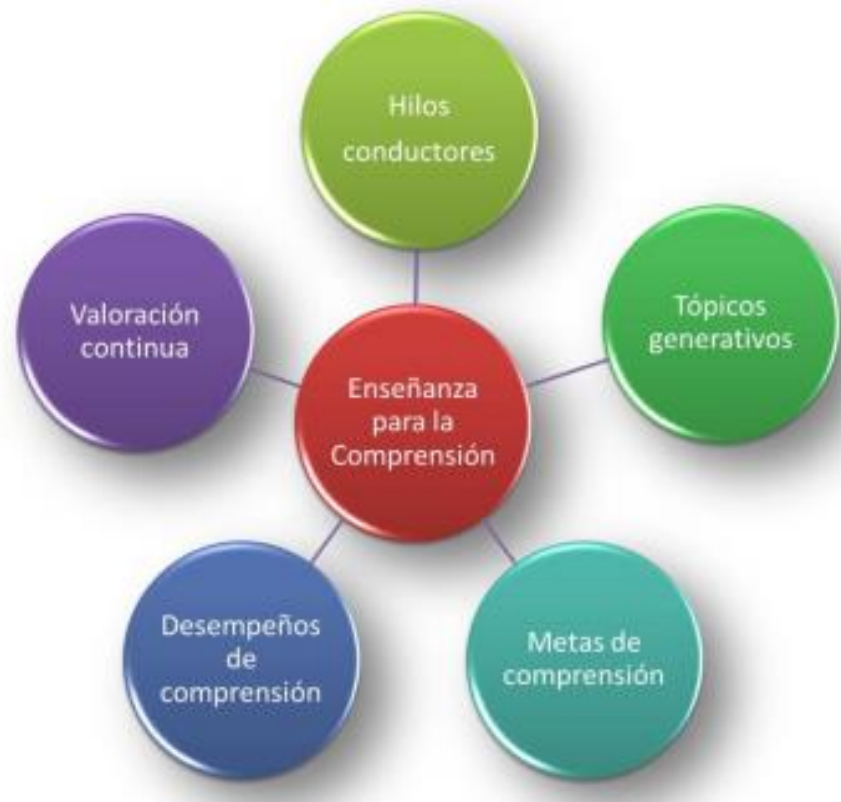 Hilos
conductores
Tópicos
generativos
Valoración
continua
Enseñanza
para la
Comprensión
Desempeños
de
comprensión
Metas de
comprensión